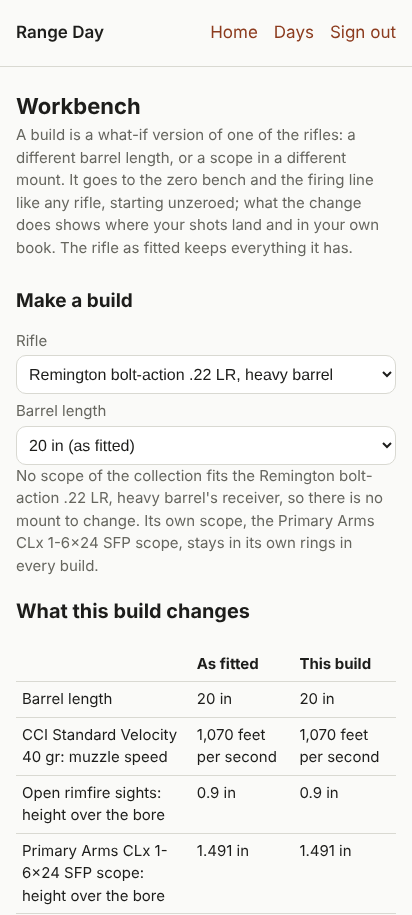 Range Day
Home Days Sign out
Workbench
A build is a what-if version of one of the rifles: a
different barrel length, or a scope in a different
mount. It goes to the zero bench and the firing line
like any rifle, starting unzeroed; what the change
does shows where your shots land and in your own
book. The rifle as fitted keeps everything it has.
Make a build
Rifle
Remington bolt-action .22 LR, heavy barrel
Barrel length
20 in (as fitted)
No scope of the collection fits the Remington bolt-
action .22 LR, heavy barrel's receiver, so there is no
mount to change. Its own scope, the Primary Arms
CLx 1-6×24 SFP scope, stays in its own rings in
every build.
What this build changes
As fitted This build
Barrel length 20 in 20 in
CCI Standard Velocity 1,070 feet 1,070 feet
40 gr: muzzle speed per second per second
Open rimfire sights: 0.9 in 0.9 in
height over the bore
Primary Arms CLx 1- 1.491 in 1.491 in
6×24 SFP scope:
height over the bore